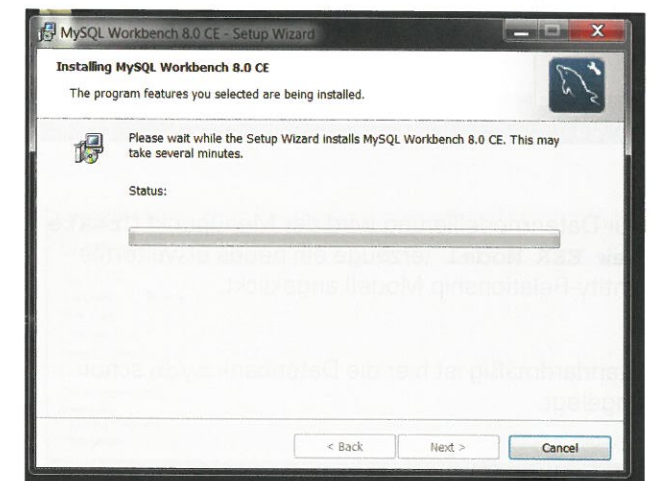 MySQL Workbench 8.0 CE - Setup Wizard
Installing MySQL Workbench 8.0 CE
The program features you selected are being installed.
Please wait while the Setup Wizard installs MySQL Workbench 8.0 CE. This may
take several minutes.
Status:
< Back
Next >
Cancel